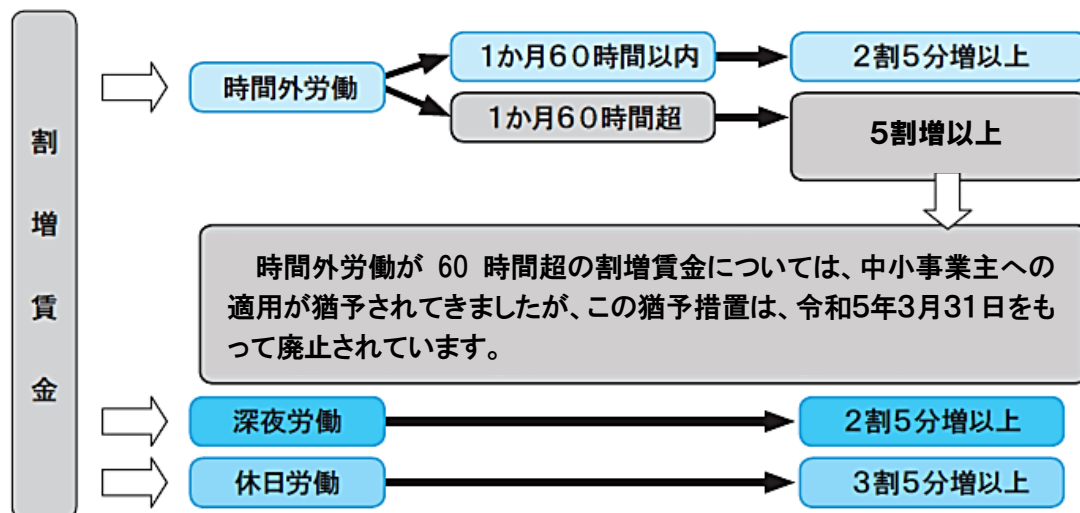 割増賃金
時間外労働
1か月60時間以内
2割5分増以上
1か月60時間超
5割増以上
時間外労働が 60 時間超の割増賃金については、中小事業主への
適用が猶予されてきましたが、この猶予措置は、令和5年3月31日をも
って廃止されています。
深夜労働
2割5分増以上
休日労働
3割5分増以上